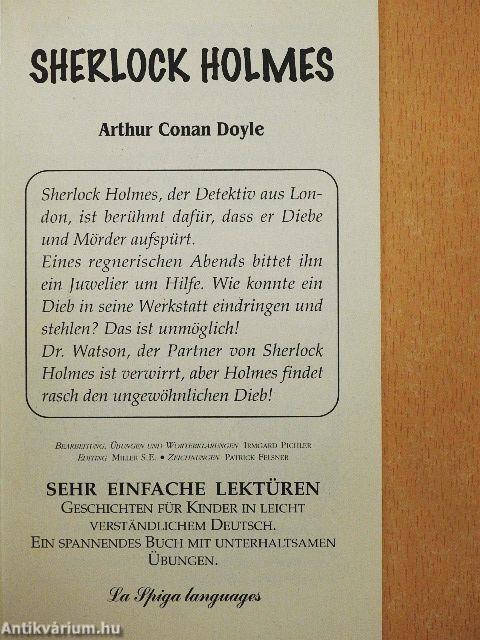 SHERLOCK HOLMES
Arthur Conan Doyle
Sherlock Holmes, der Detektiv aus Lon-
don, ist berühmt dafür, dass er Diebe
und Mörder aufspürt.
Eines regnerischen Abends bittet ihn
ein Juwelier um Hilfe. Wie konnte ein
Dieb in seine Werkstatt eindringen und
stehlen? Das ist unmöglich!
Dr. Watson, der Partner von Sherlock
Holmes ist verwirrt, aber Holmes findet
rasch den ungewöhnlichen Dieb!
BEARBEITUNG, ÜBUNGEN UND WORTERKLÄRUNGEN IRMGARD PICHLER
EDITING MILLER S.E. • ZEICHNUNGEN PATRICK FELSNER
SEHR EINFACHE LEKTÜREN
GESCHICHTEN FÜR KINDER IN LEICHT
VERSTÄNDLICHEM DEUTSCH.
EIN SPANNENDES BUCH MIT UNTERHALTSAMEN
ÜBUNGEN.
La Spiga languages
Antikvárium.hu